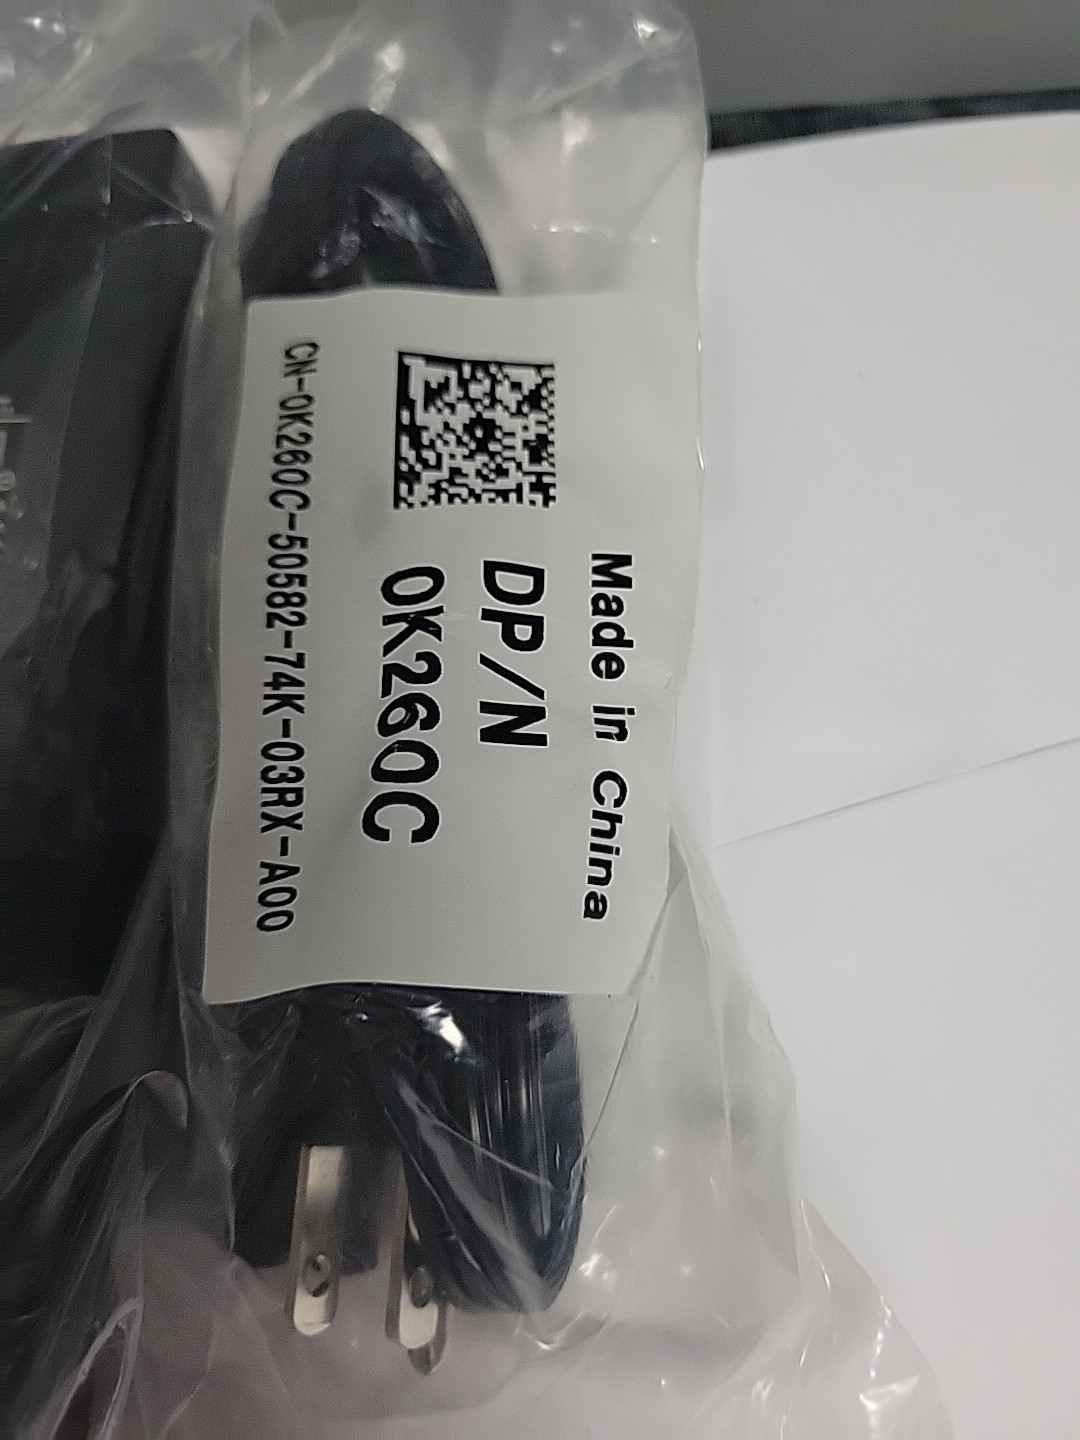 Made in China
DP/N
0K260C
CN-0K260C-50582-74K-03RX-A00